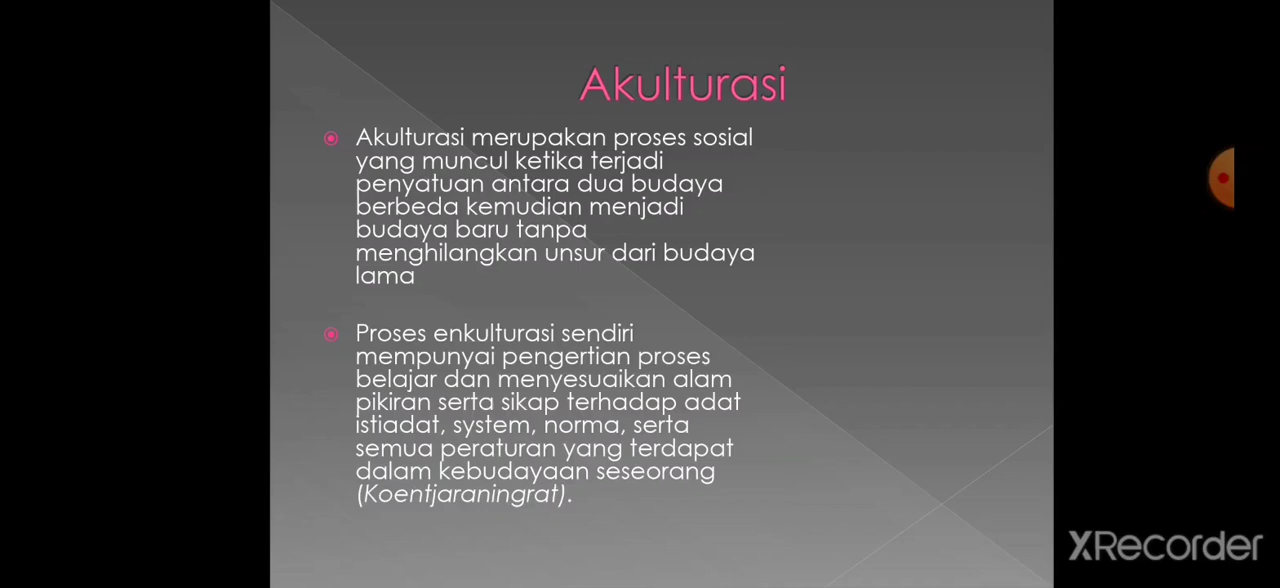 Akulturasi
Akulturasi merupakan proses sosial
yang muncul ketika terjadi
penyatuan antara dua budaya
berbeda kemudian menjadi
budaya baru tanpa
menghilangkan unsur dari budaya
lama
Proses enkulturasi sendiri
mempunyai pengertian proses
belajar dan menyesuaikan alam
pikiran serta sikap terhadap adat
istiadat, system, norma, serta
semua peraturan yang terdapat
dalam kebudayaan seseorang
(Koentjaraningrat).
XRecorder